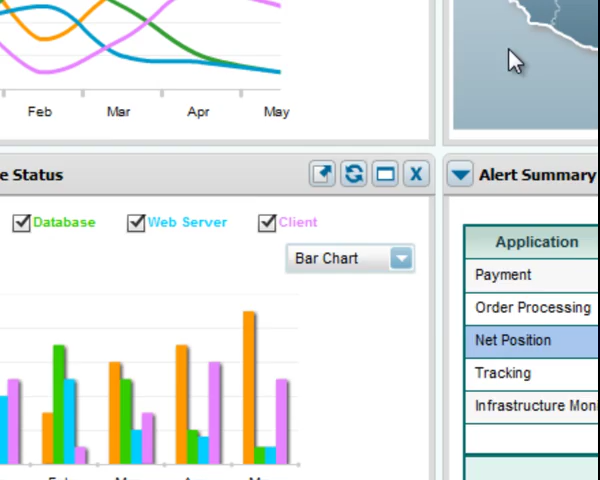 Feb Mar Apr May
e Status X Alert Summary
Database Web Server Client
Bar Chart
Application
Payment
Order Processing
Net Position
Tracking
Infrastructure Moni